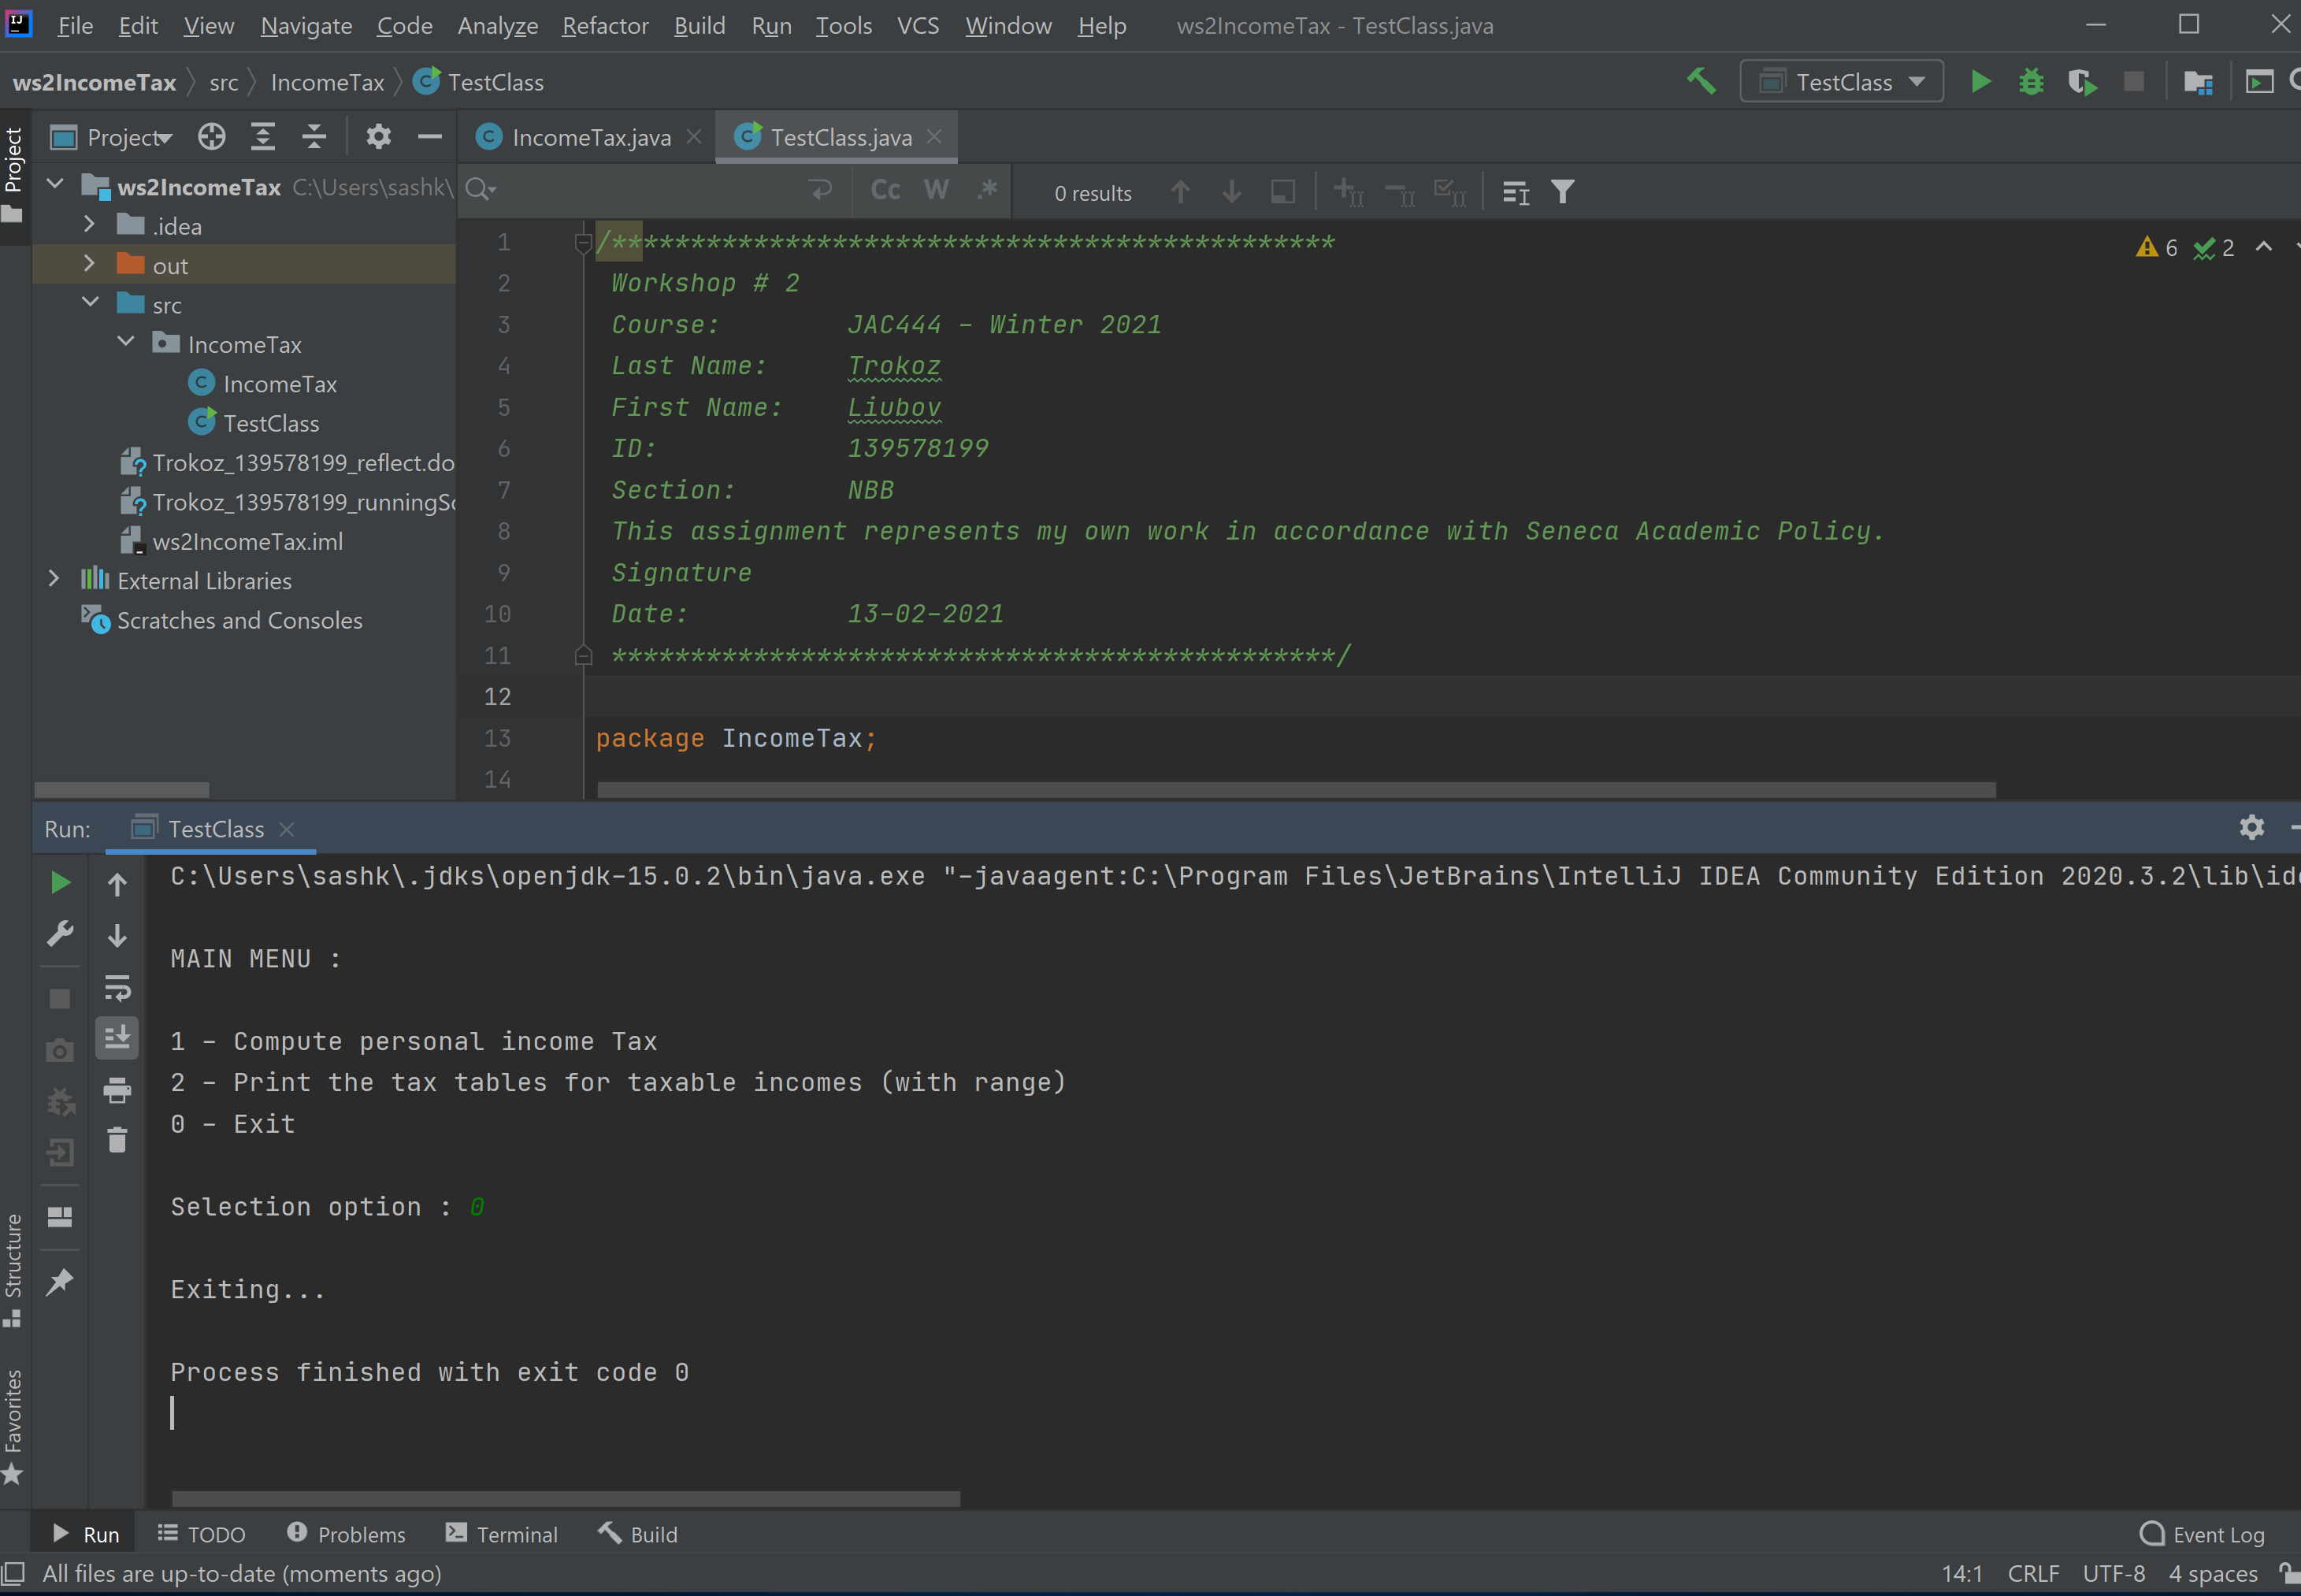 File Edit View Navigate Code Analyze Refactor Build Run Tools VCS Window Help ws2IncomeTax - TestClass.java
ws2IncomeTax src IncomeTax TestClass
TestClass
Project
Project
IncomeTax.java
TestClass.java
ws2IncomeTax C:\Users\sashk\
.idea
out
src
IncomeTax
IncomeTax
TestClass
Trokoz_139578199_reflect.do
Trokoz_139578199_runningSc
ws2IncomeTax.iml
External Libraries
Scratches and Consoles
Cc W .* 0 results
6 2
1 /**********************************************
2 Workshop # 2
3 Course: JAC444 - Winter 2021
4 Last Name: Trokoz
5 First Name: Liubov
6 ID: 139578199
7 Section: NBB
8 This assignment represents my own work in accordance with Seneca Academic Policy.
9 Signature
10 Date: 13-02-2021
11 **********************************************/
12
13 package IncomeTax;
14
Run: TestClass
C:\Users\sashk\.jdks\openjdk-15.0.2\bin\java.exe "-javaagent:C:\Program Files\JetBrains\IntelliJ IDEA Community Edition 2020.3.2\lib\ide
MAIN MENU :
1 - Compute personal income Tax
2 - Print the tax tables for taxable incomes (with range)
0 - Exit
Selection option : 0
Exiting...
Process finished with exit code 0
Structure
Favorites
Run TODO Problems Terminal Build Event Log
All files are up-to-date (moments ago) 14:1 CRLF UTF-8 4 spaces